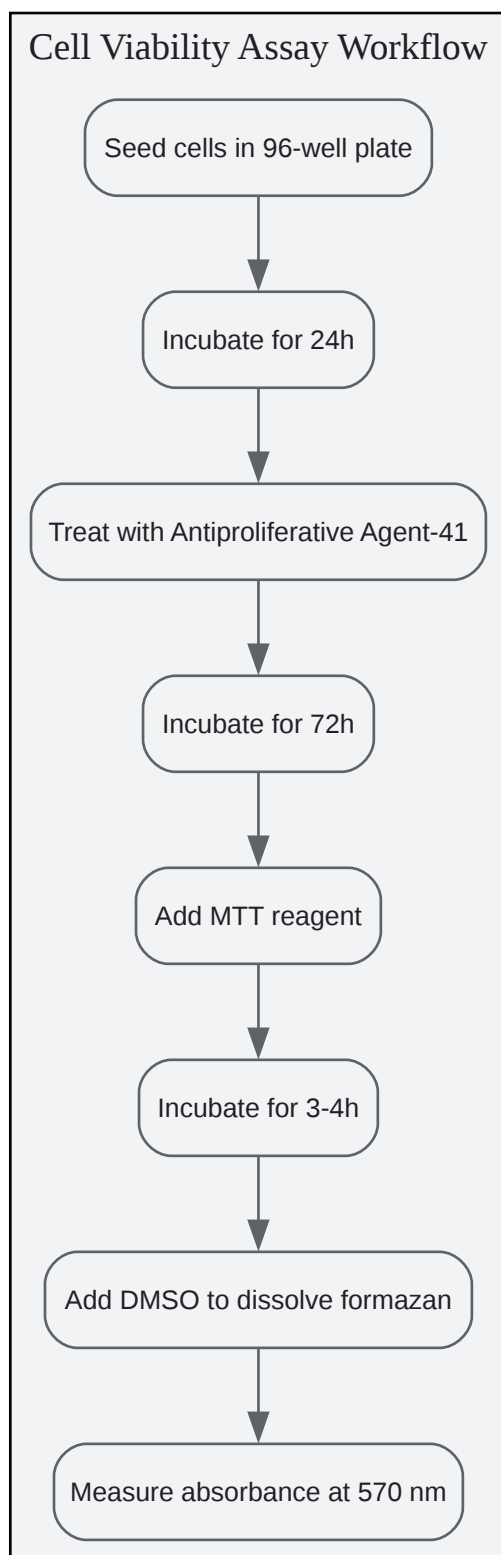 Cell Viability Assay Workflow
Seed cells in 96-well plate
Incubate for 24h
Treat with Antiproliferative Agent-41
Incubate for 72h
Add MTT reagent
Incubate for 3-4h
Add DMSO to dissolve formazan
Measure absorbance at 570 nm